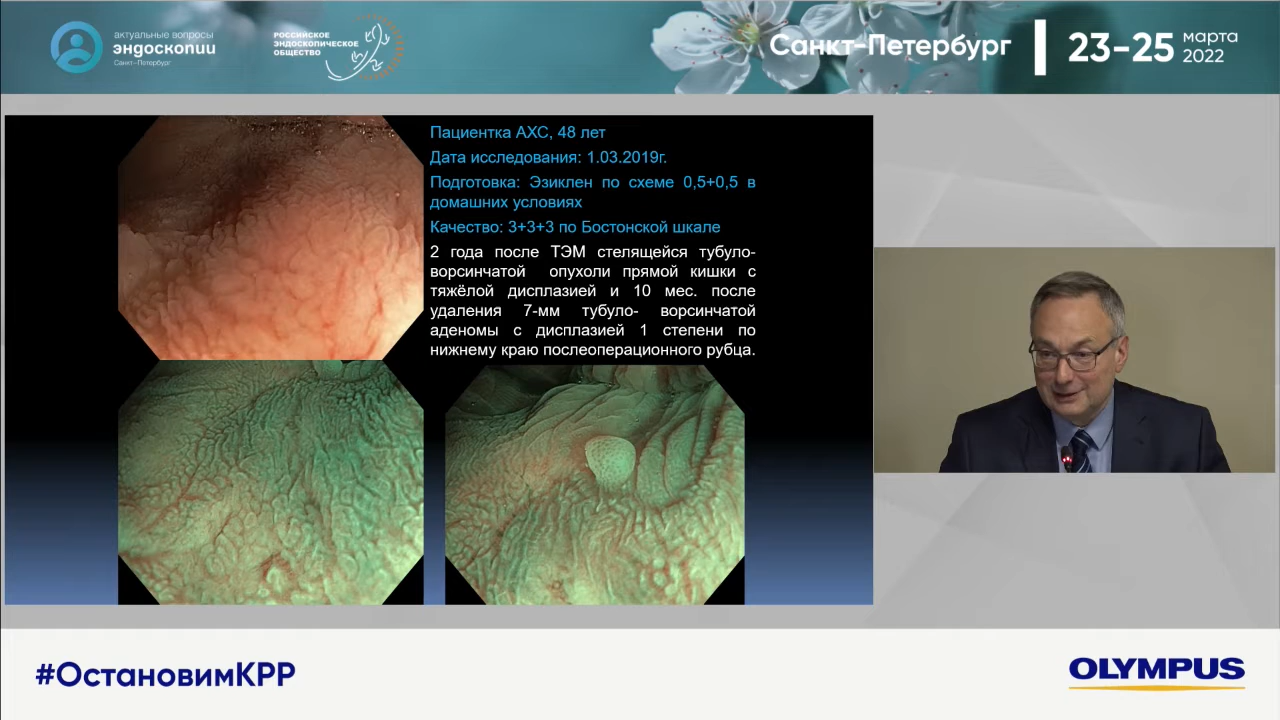 актуальные вопросы
эндоскопии
Санкт-Петербург
РОССИЙСКОЕ
ЭНДОСКОПИЧЕСКОЕ
ОБЩЕСТВО
Санкт-Петербург
23-25
марта
2022
Пациентка АХС, 48 лет
Дата исследования: 1.03.2019г.
Подготовка: Эзиклен по схеме 0,5+0,5 в
домашних условиях
Качество: 3+3+3 по Бостонской шкале
2 года после ТЭМ стелящейся тубуло-
ворсинчатой опухоли прямой кишки с
тяжёлой дисплазией и 10 мес. после
удаления 7-мм тубуло- ворсинчатой
аденомы с дисплазией 1 степени по
нижнему краю послеоперационного рубца.
#ОстановимКРР
OLYMPUS